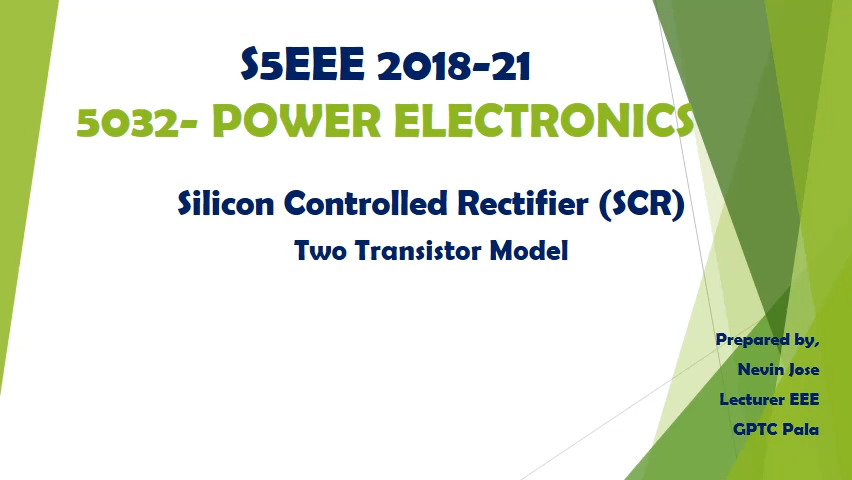 S5EEE 2018-21
5032- POWER ELECTRONICS
Silicon Controlled Rectifier (SCR)
Two Transistor Model
Prepared by,
Nevin Jose
Lecturer EEE
GPTC Pala